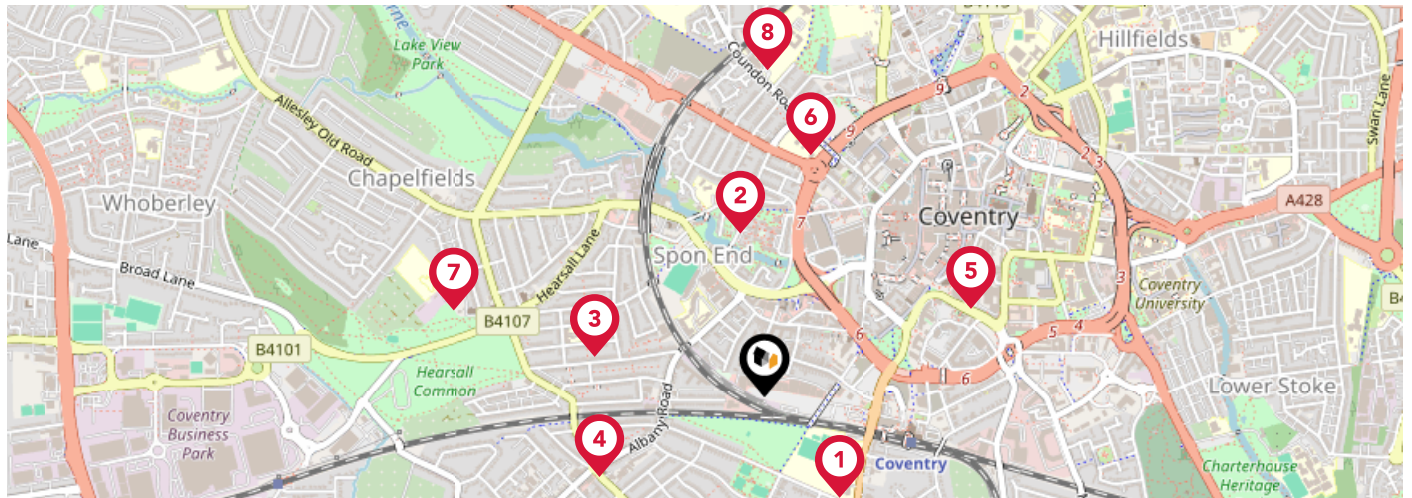 8
Hillfields
Lake View
Park
Coundon Road
9
2
Allesley Old Road
6
9
2
3
Swan Lane
Chapelfields
Whoberley
2
7
Coventry
A428
Lane
Broad Lane
Hearsall Lane
Spon End
7
5
3
Coventry
University
B4107
3
6
5
4
B4101
Hearsall
Common
6
Lower Stoke
Coventry
Business
Park
Albany Road
4
1
Coventry
Charterhouse
Heritage